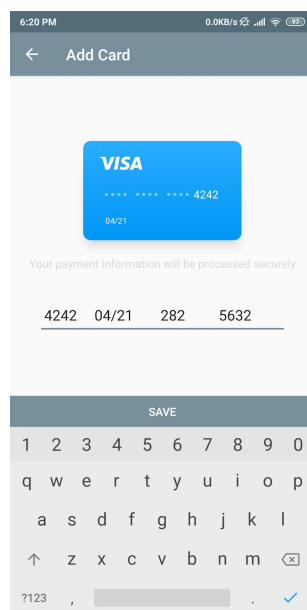 6:20 PM 0.0KB/s 97
Add Card
VISA
•••• •••• •••• 4242
04/21
Your payment information will be processed securely
4242 04/21 282 5632
SAVE
1 2 3 4 5 6 7 8 9 0
q w e r t y u i o p
a s d f g h j k l
z x c v b n m
?123 , .